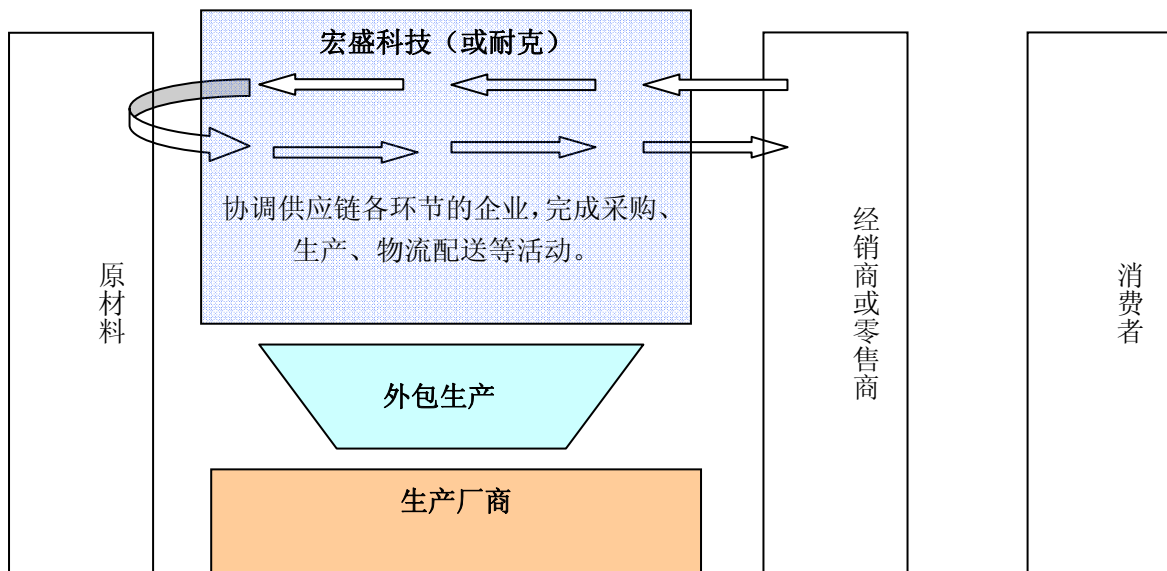 宏盛科技（或耐克）
协调供应链各环节的企业，完成采购、
生产、物流配送等活动。
原材料
外包生产
生产厂商
经销商或零售商
消费者